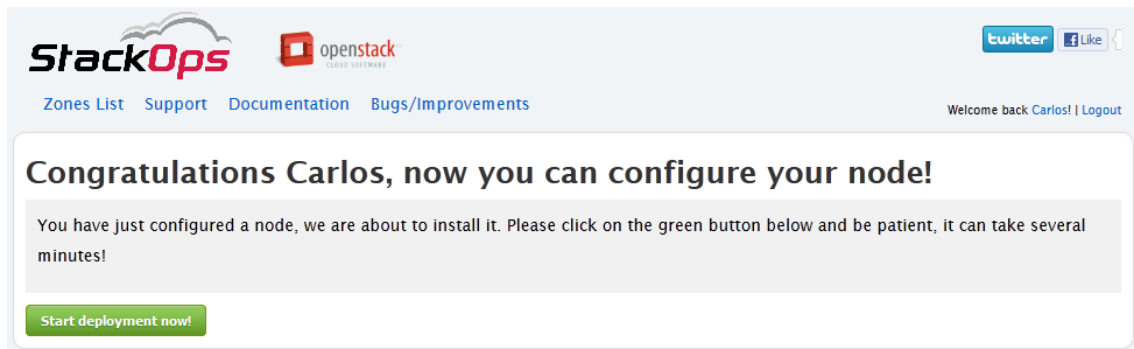 StackOps
openstack
CLOUD SOFTWARE
twitter
Like
Zones List Support Documentation Bugs/Improvements
Welcome back Carlos! | Logout
Congratulations Carlos, now you can configure your node!
You have just configured a node, we are about to install it. Please click on the green button below and be patient, it can take several
minutes!
Start deployment now!